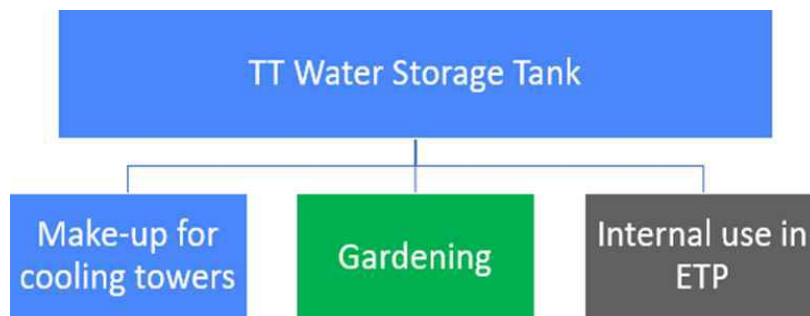 TT Water Storage Tank
Make-up for
cooling towers
Gardening
Internal use in
ETP